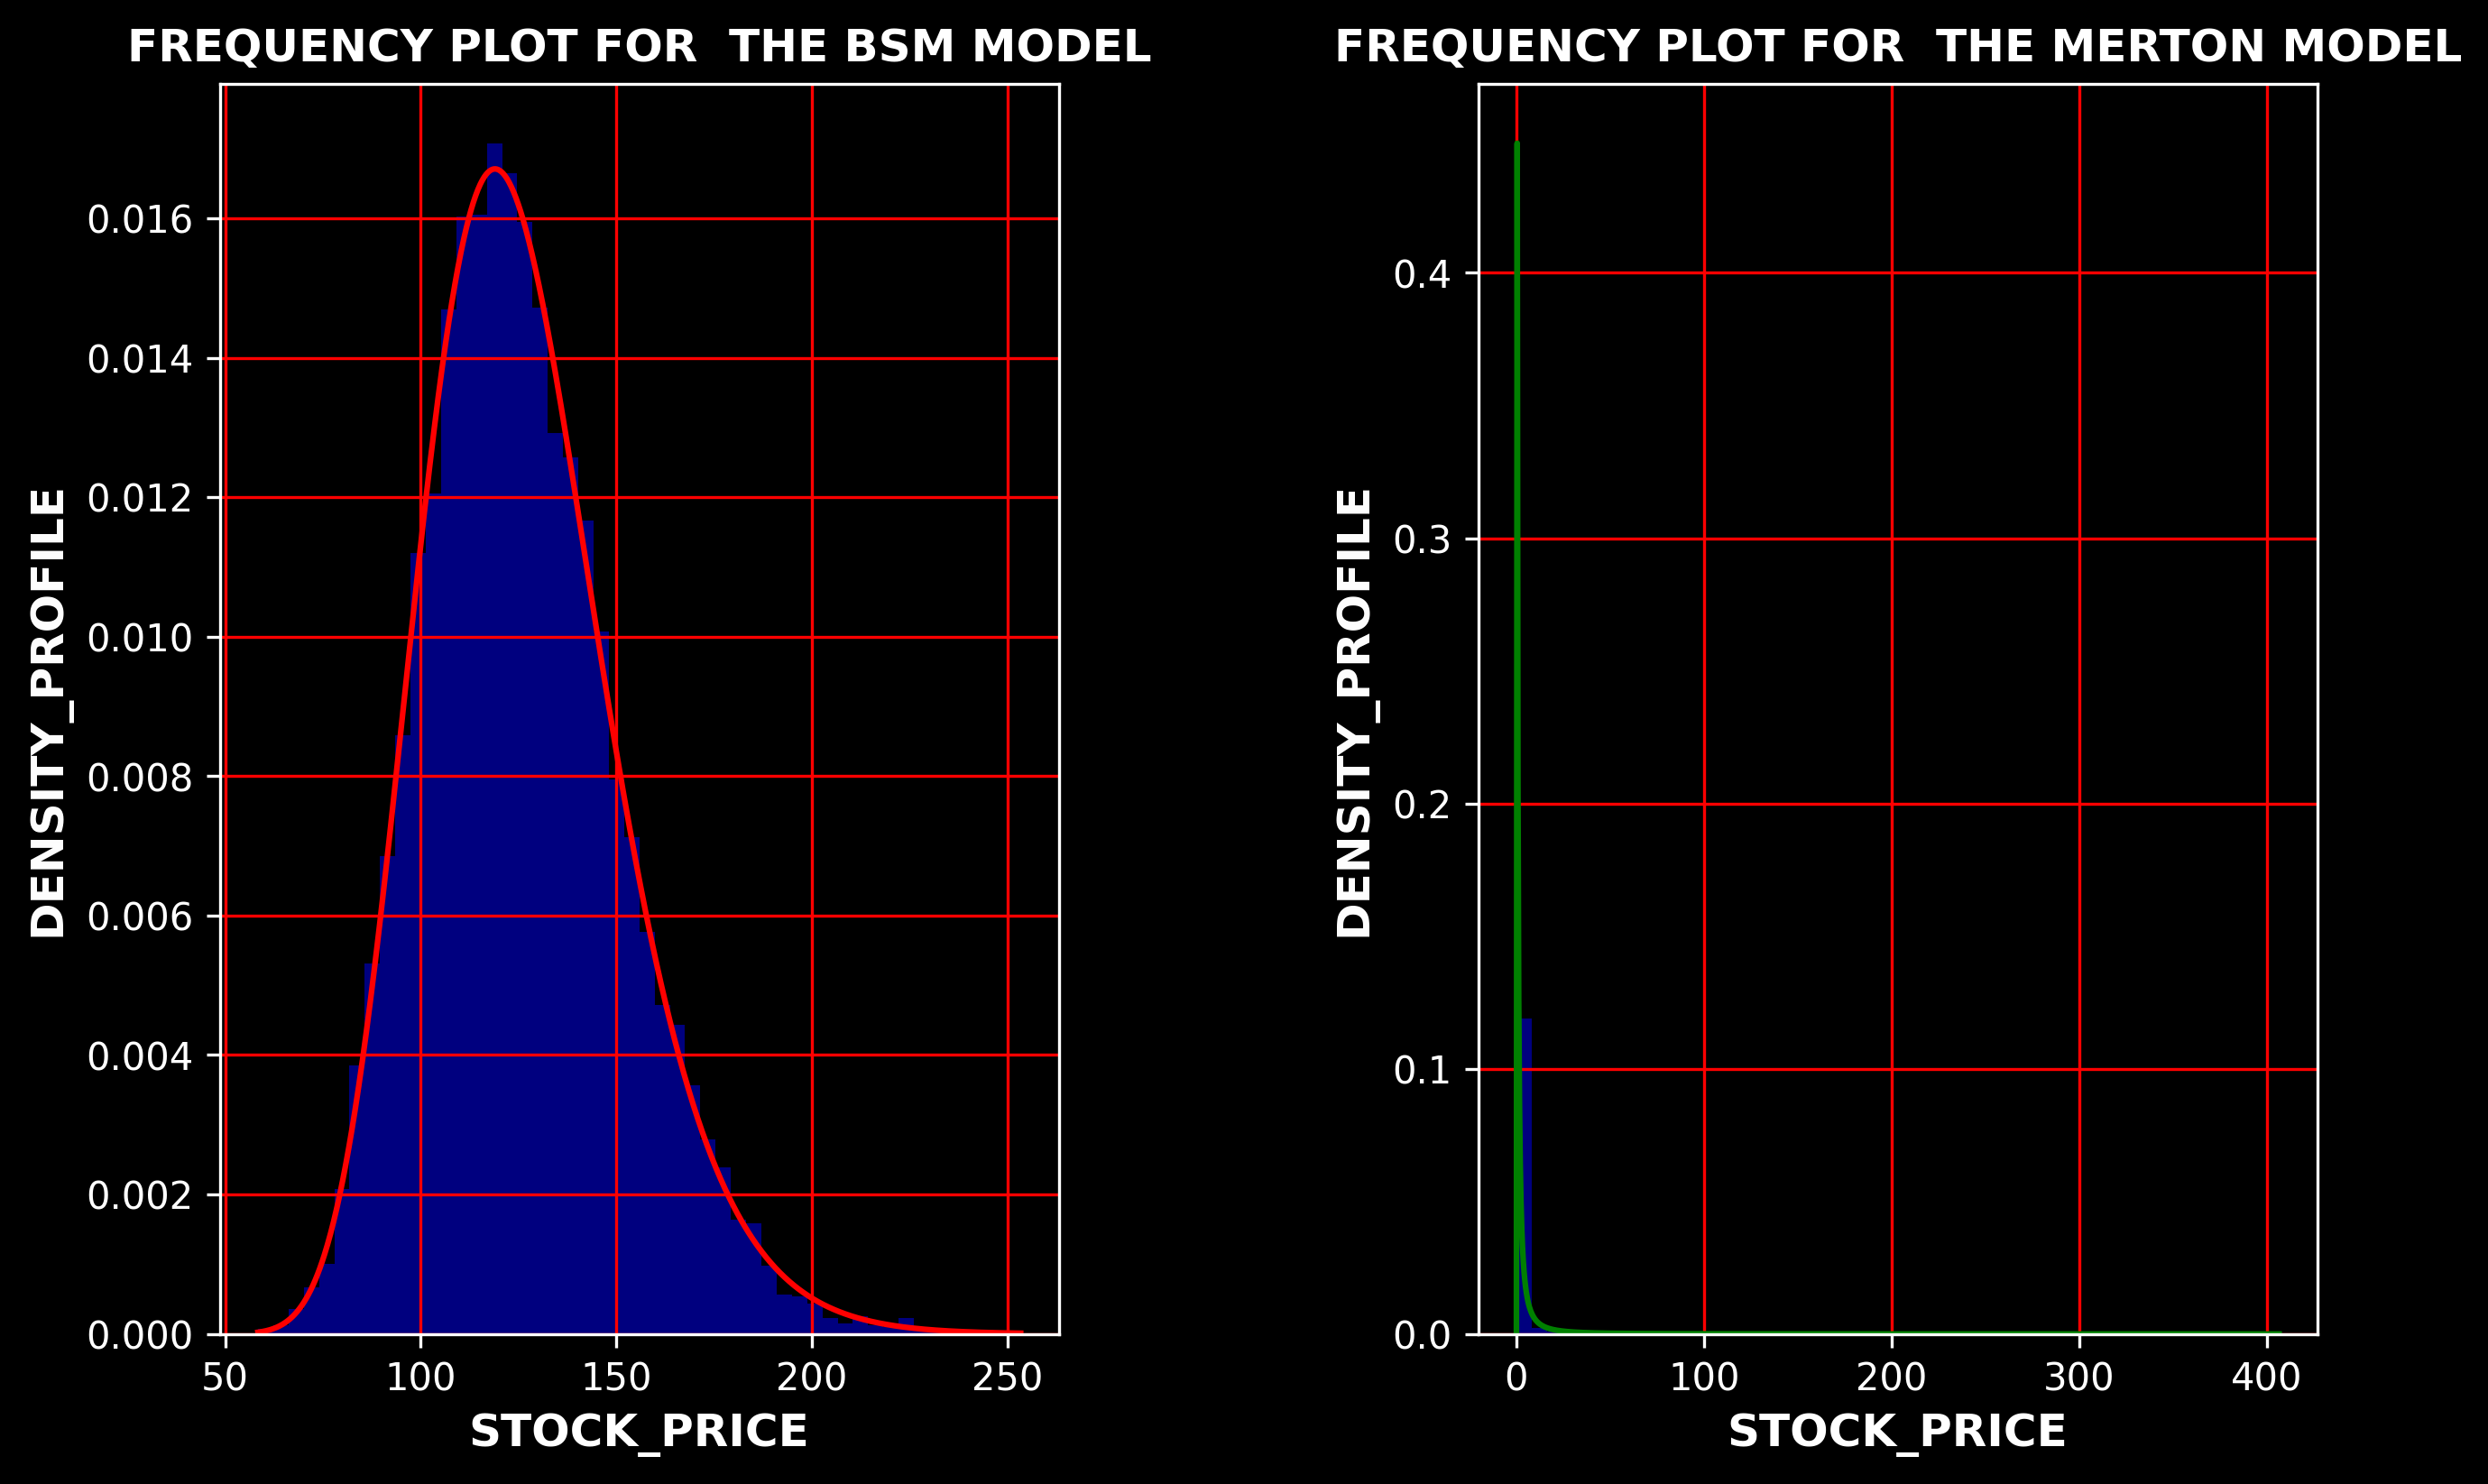 FREQUENCY PLOT FOR  THE BSM MODEL
DENSITY_PROFILE
0.016
0.014
0.012
0.010
0.008
0.006
0.004
0.002
0.000
50 100 150 200 250
STOCK_PRICE
FREQUENCY PLOT FOR  THE MERTON MODEL
DENSITY_PROFILE
0.4
0.3
0.2
0.1
0.0
0 100 200 300 400
STOCK_PRICE